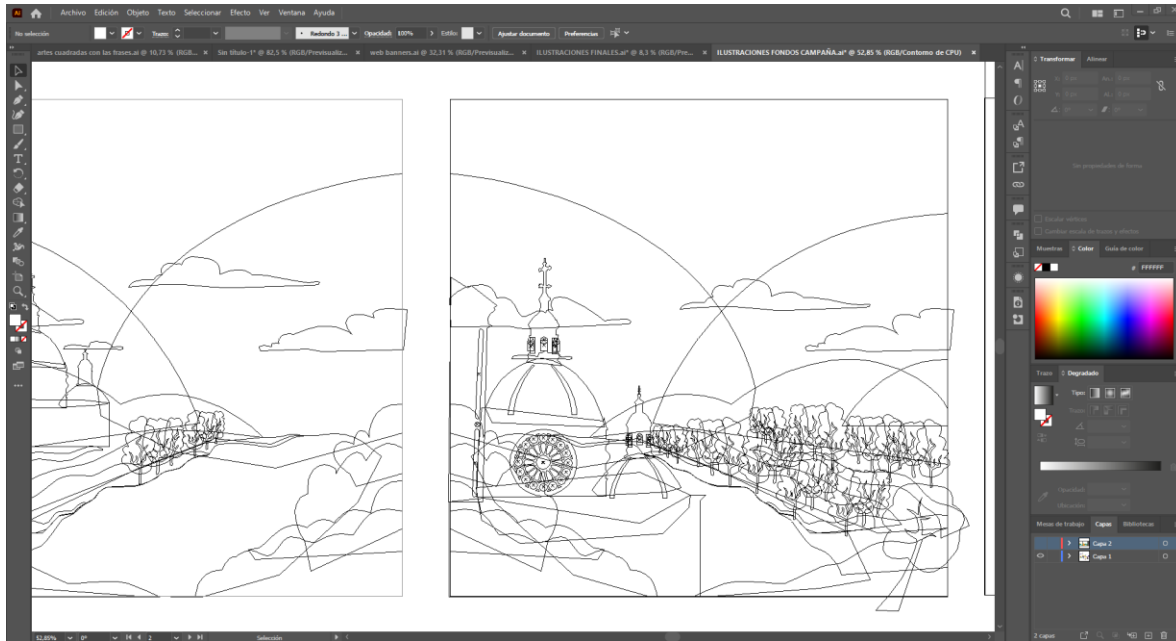 Ai Archivo Edición Objeto Texto Seleccionar Efecto Ver Ventana Ayuda
No selección Trazo: Redondo 3 ... Opacidad: 100% Estilo: Ajustar documento Preferencias
artes cuadradas con las frases.ai @ 10,73 % (RGB... × Sin título-1* @ 82,5 % (RGB/Previsualiz... × web banners.ai @ 32,31 % (RGB/Previsualiz... × ILUSTRACIONES FINALES.ai* @ 8,3 % (RGB/Pre... × ILUSTRACIONES FONDOS CAMPAÑA.ai* @ 52,85 % (RGB/Contorno de CPU) ×
Transformar Alinear
Sin propiedades de forma
Escalar vértices
Cambiar escala de trazos y efectos
Muestras Color Guía de color
# FFFFFF
Trazo Degradado
Tipo:
Trazo:
Opacidad:
Ubicación:
Mesas de trabajo Capas Bibliotecas
Capa 2
Capa 1
2 capas
52,85% 0° 2 Selección